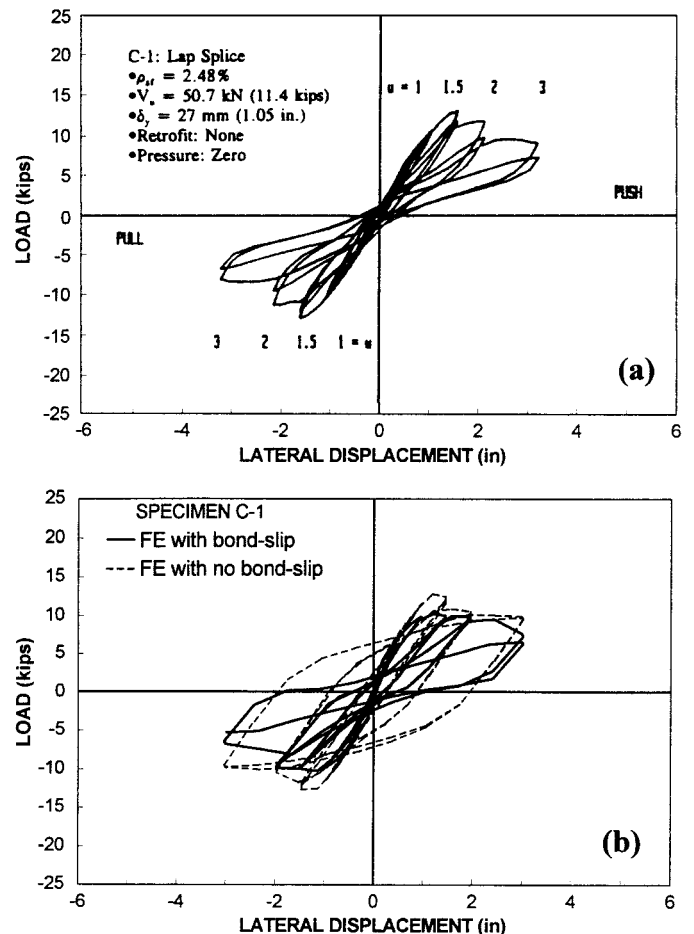 C-1: Lap Splice
●ρsℓ = 2.48%
●Vu = 50.7 kN (11.4 kips)
●δy = 27 mm (1.05 in.)
●Retrofit: None
●Pressure: Zero
u = 1 1.5 2 3
PUSH
PULL
3 2 1.5 1 = u
25
20
15
10
5
0
-5
-10
-15
-20
-25
LOAD (kips)
-6 -4 -2 0 2 4 6
LATERAL DISPLACEMENT (in)
(a)
SPECIMEN C-1
FE with bond-slip
FE with no bond-slip
25
20
15
10
5
0
-5
-10
-15
-20
-25
LOAD (kips)
-6 -4 -2 0 2 4 6
LATERAL DISPLACEMENT (in)
(b)